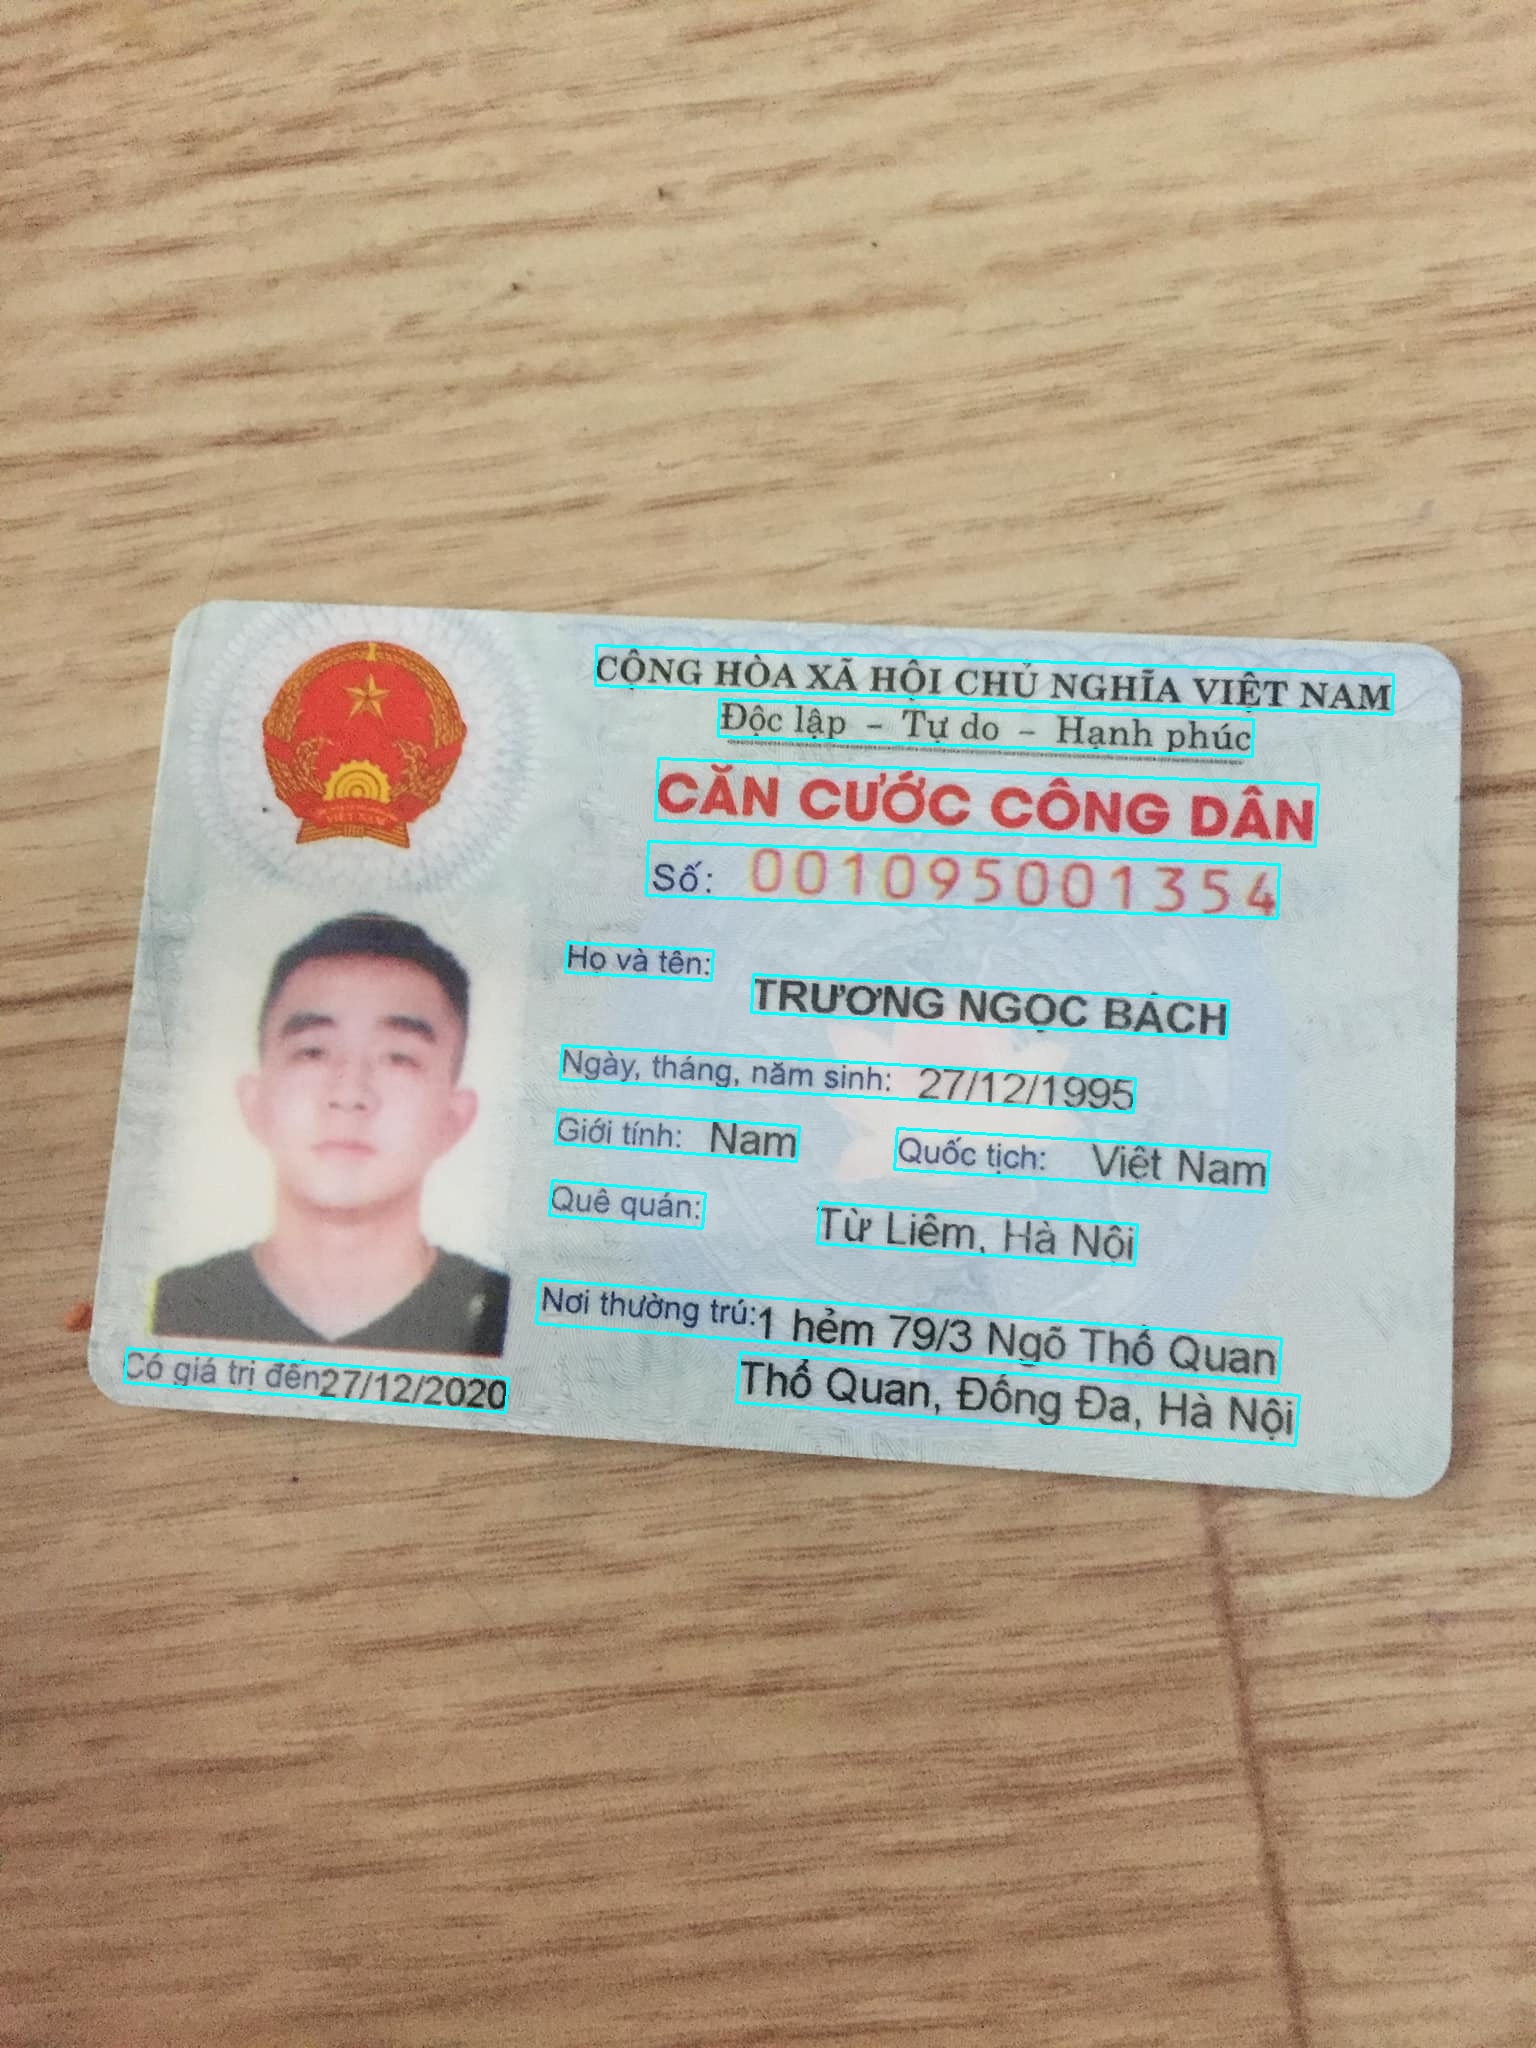 CỘNG HÒA XÃ HỘI CHỦ NGHĨA VIỆT NAM
Độc lập - Tự do - Hạnh phúc
CĂN CƯỚC CÔNG DÂN
Số: 001095001354
Họ và tên:
TRƯƠNG NGỌC BÁCH
Ngày, tháng, năm sinh: 27/12/1995
Giới tính: Nam Quốc tịch: Việt Nam
Quê quán: Từ Liêm, Hà Nội
Nơi thường trú:1 hẻm 79/3 Ngõ Thổ Quan
Thổ Quan, Đống Đa, Hà Nội
Có giá trị đến27/12/2020
VIỆT NAM